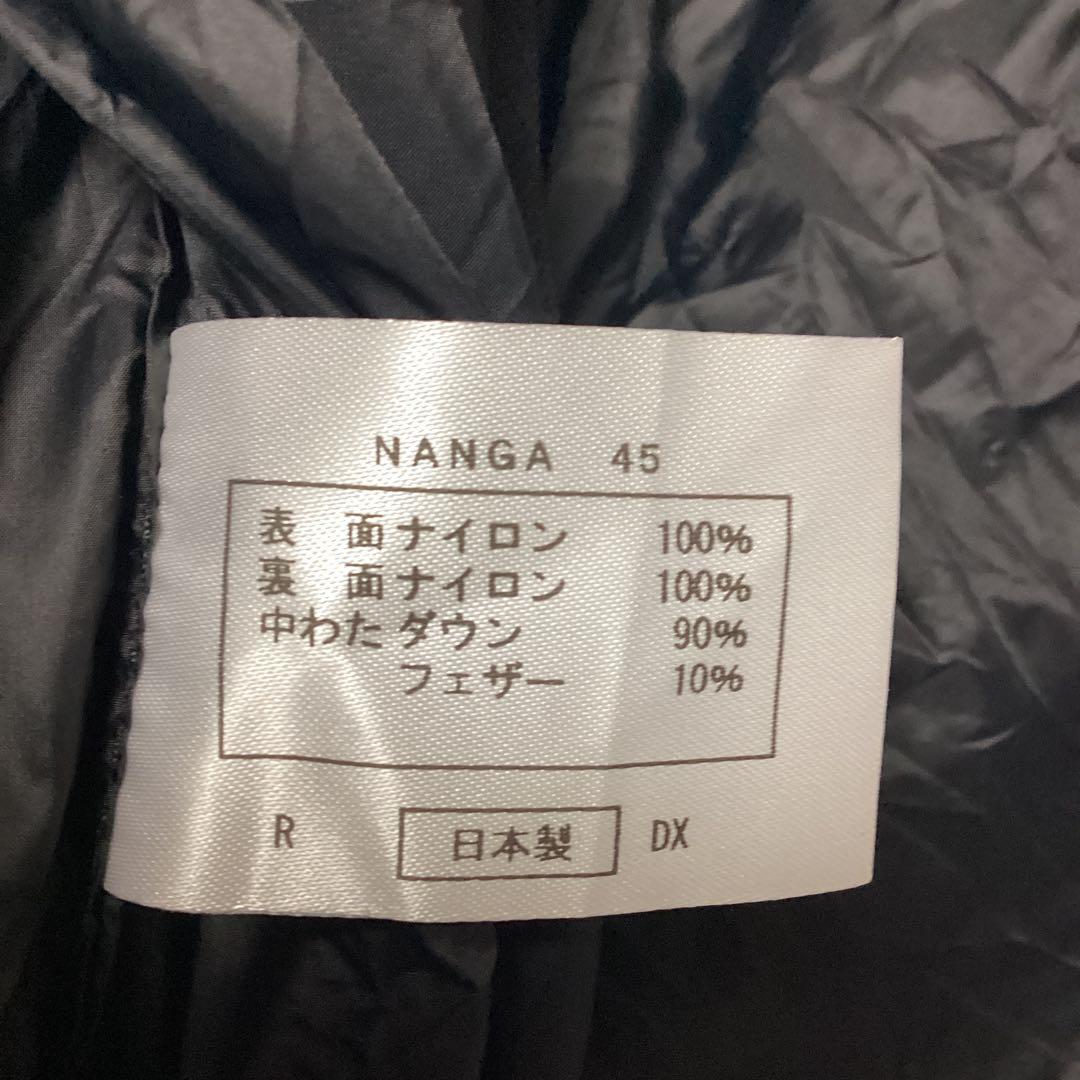 NANGA 45
表 面 ナイロン 100%
裏 面 ナイロン 100%
中わた ダウン 90%
フェザー 10%
R 日本製 DX